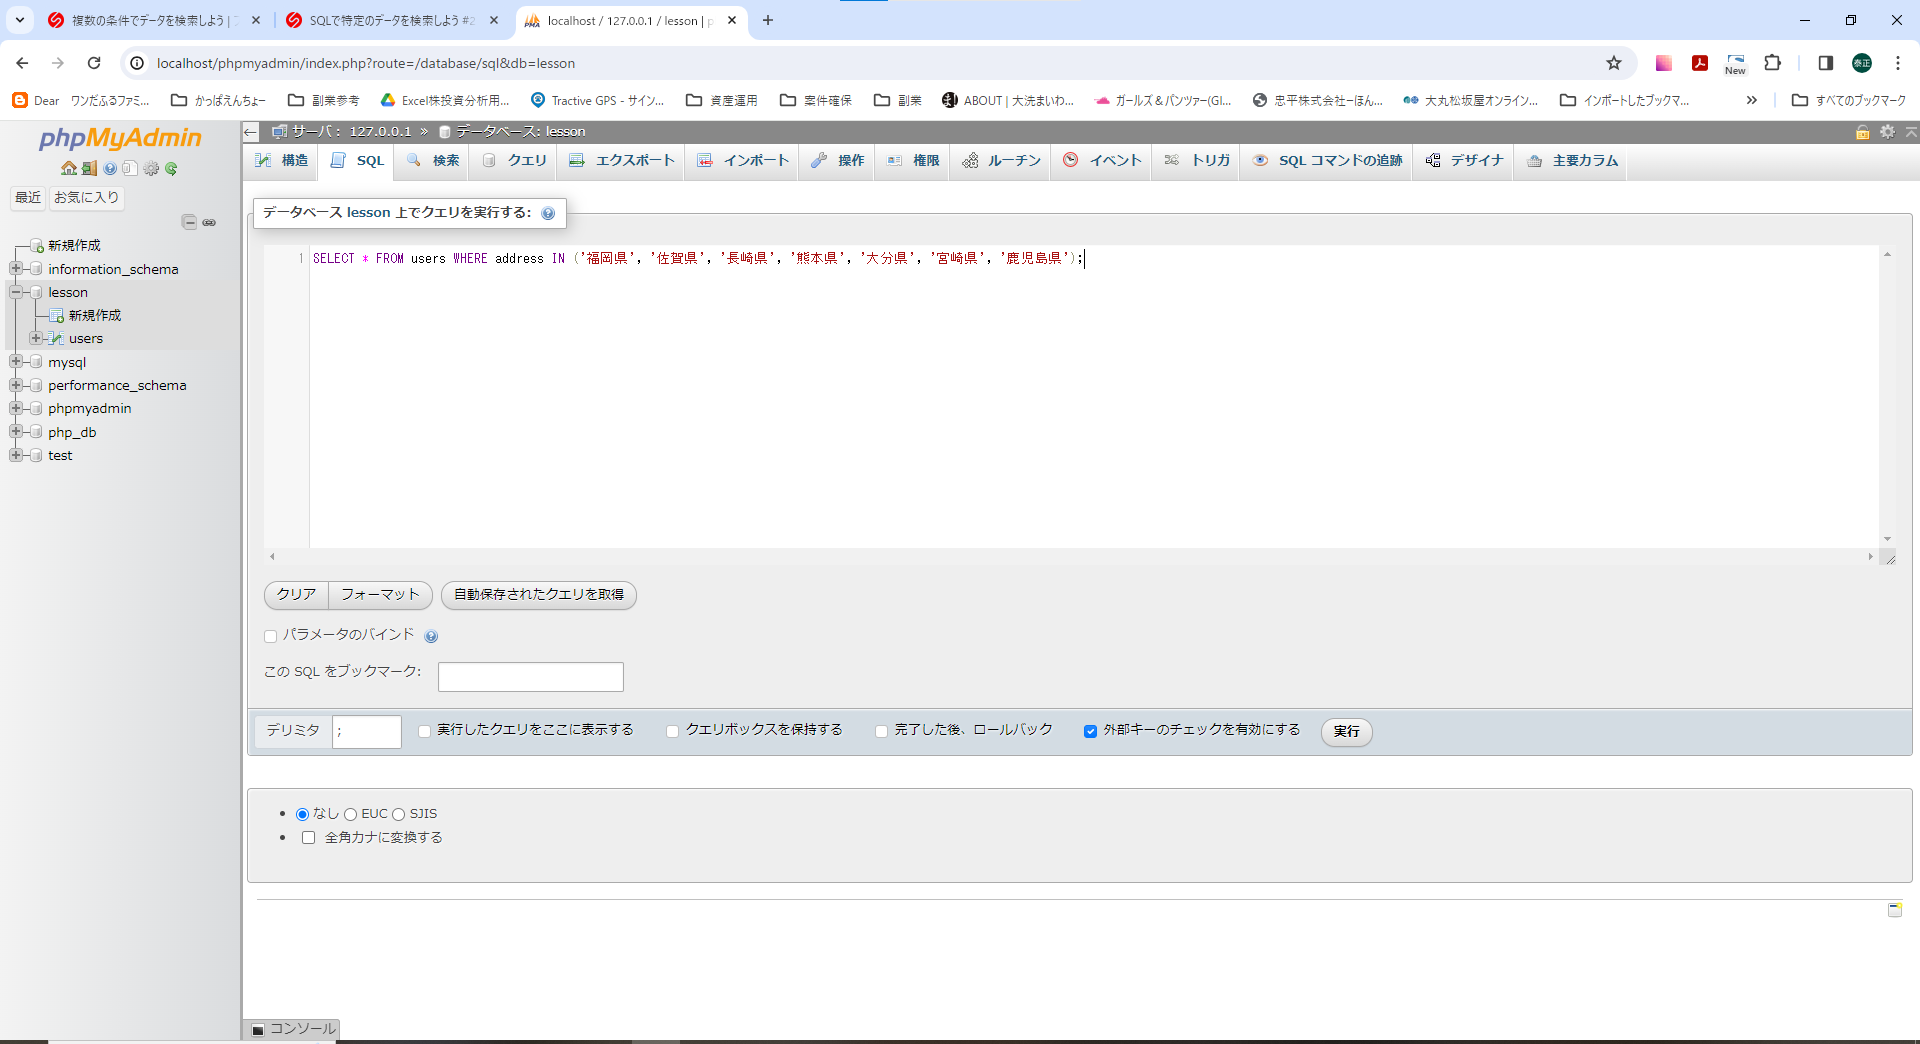 複数の条件でデータを検索しよう |
SQLで特定のデータを検索しよう #2
localhost / 127.0.0.1 / lesson | p
localhost/phpmyadmin/index.php?route=/database/sql&db=lesson
New
泰正
Dear ワンだふるファミ...
かっぱえんちょー
副業参考
Excel株投資分析用...
Tractive GPS - サイン...
資産運用
案件確保
副業
ABOUT | 大洗まいわ...
ガールズ&パンツァー(GI...
忠平株式会社ーほん...
大丸松坂屋オンライン...
インポートしたブックマ...
すべてのブックマーク
phpMyAdmin
最近
お気に入り
新規作成
information_schema
lesson
新規作成
users
mysql
performance_schema
phpmyadmin
php_db
test
サーバ: 127.0.0.1 » データベース: lesson
構造
SQL
検索
クエリ
エクスポート
インポート
操作
権限
ルーチン
イベント
トリガ
SQL コマンドの追跡
デザイナ
主要カラム
データベース lesson 上でクエリを実行する:
1 SELECT * FROM users WHERE address IN ('福岡県', '佐賀県', '長崎県', '熊本県', '大分県', '宮崎県', '鹿児島県');
クリア
フォーマット
自動保存されたクエリを取得
パラメータのバインド
この SQL をブックマーク:
デリミタ ;
実行したクエリをここに表示する
クエリボックスを保持する
完了した後、ロールバック
外部キーのチェックを有効にする
実行
なし EUC SJIS
全角カナに変換する
コンソール